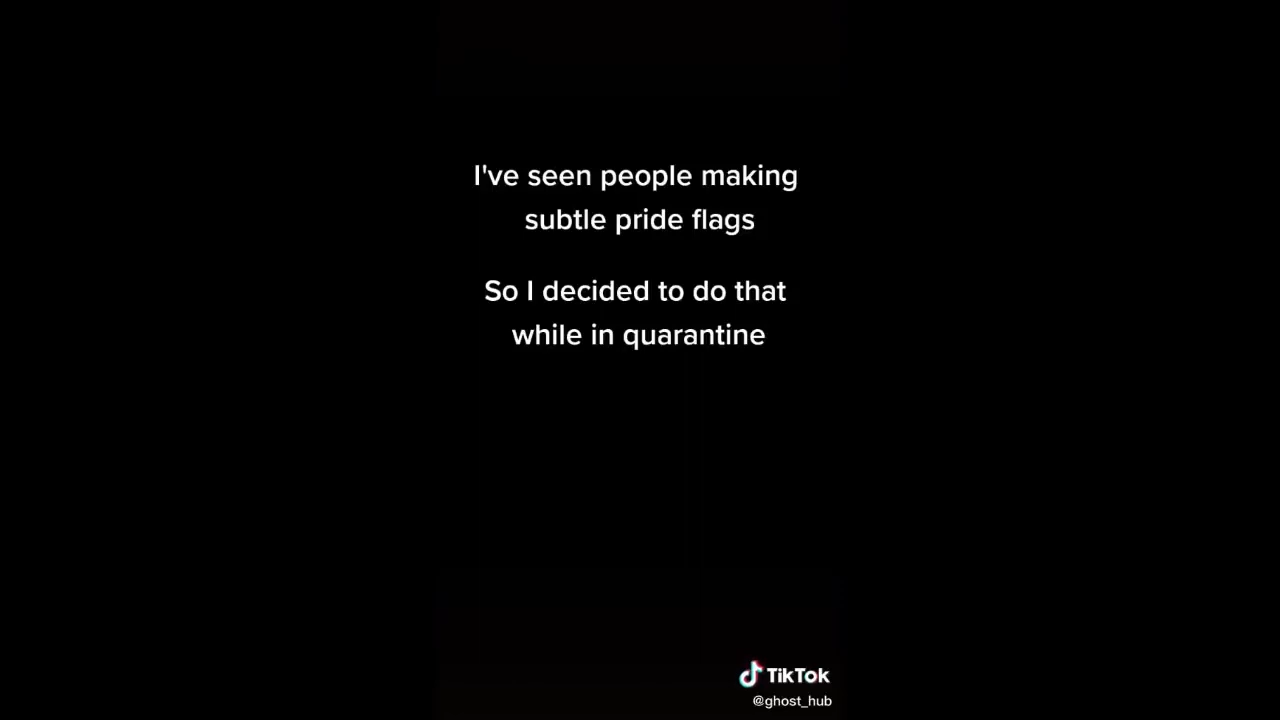 I've seen people making
subtle pride flags
So I decided to do that
while in quarantine
TikTok
@ghost_hub